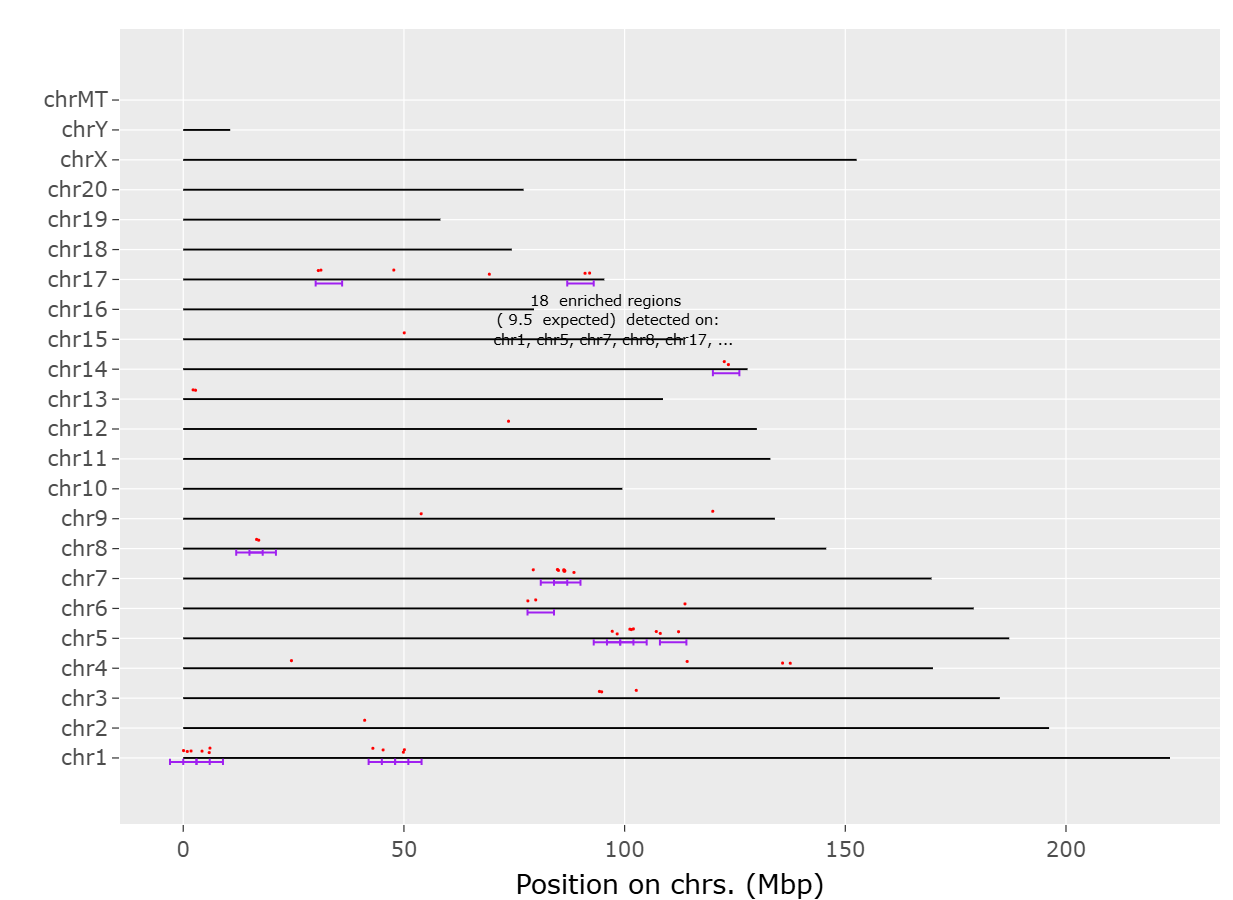 chrMT
chrY
chrX
chr20
chr19
chr18
chr17
chr16
chr15
chr14
chr13
chr12
chr11
chr10
chr9
chr8
chr7
chr6
chr5
chr4
chr3
chr2
chr1
18 enriched regions
( 9.5 expected) detected on:
chr1, chr5, chr7, chr8, chr17, ...
0 50 100 150 200
Position on chrs. (Mbp)